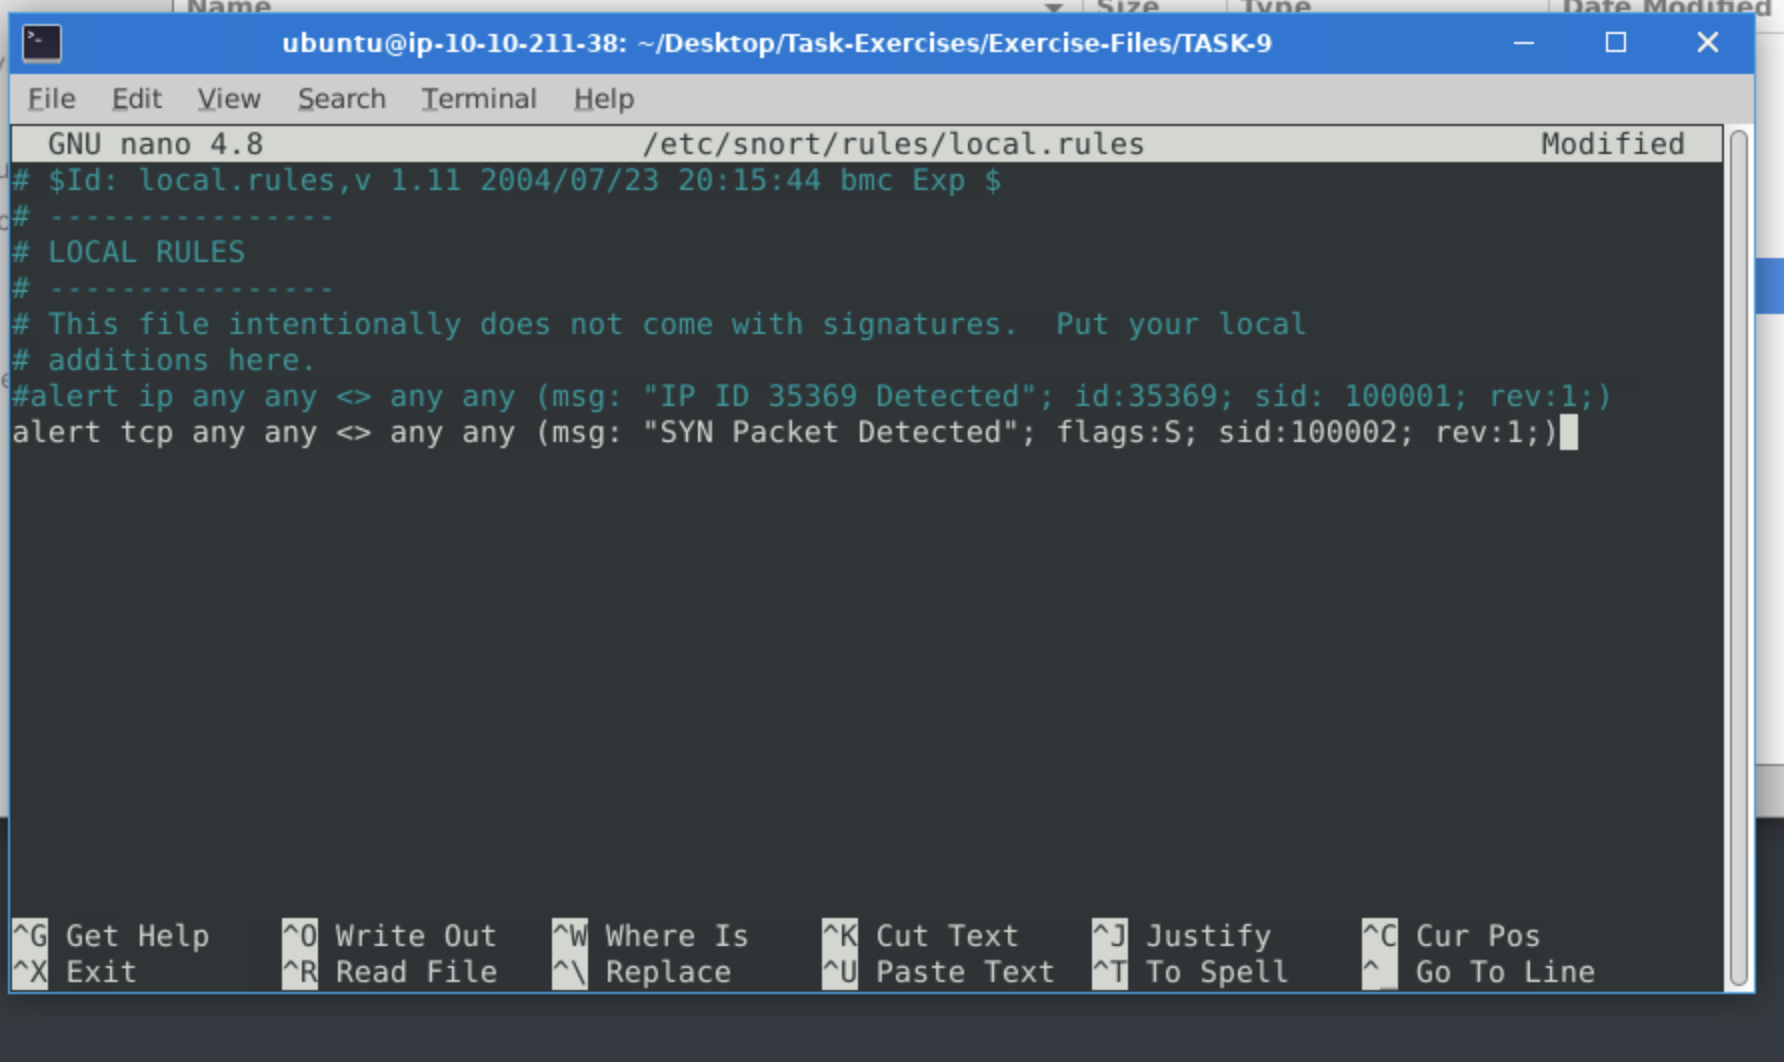 Name Size Type Date Modified
ubuntu@ip-10-10-211-38: ~/Desktop/Task-Exercises/Exercise-Files/TASK-9
File Edit View Search Terminal Help
GNU nano 4.8 /etc/snort/rules/local.rules Modified
# $Id: local.rules,v 1.11 2004/07/23 20:15:44 bmc Exp $
# ----------------
# LOCAL RULES
# ----------------
# This file intentionally does not come with signatures.  Put your local
# additions here.
#alert ip any any <> any any (msg: "IP ID 35369 Detected"; id:35369; sid: 100001; rev:1;)
alert tcp any any <> any any (msg: "SYN Packet Detected"; flags:S; sid:100002; rev:1;)
^G Get Help ^O Write Out ^W Where Is ^K Cut Text ^J Justify ^C Cur Pos
^X Exit ^R Read File ^\ Replace ^U Paste Text ^T To Spell ^_ Go To Line